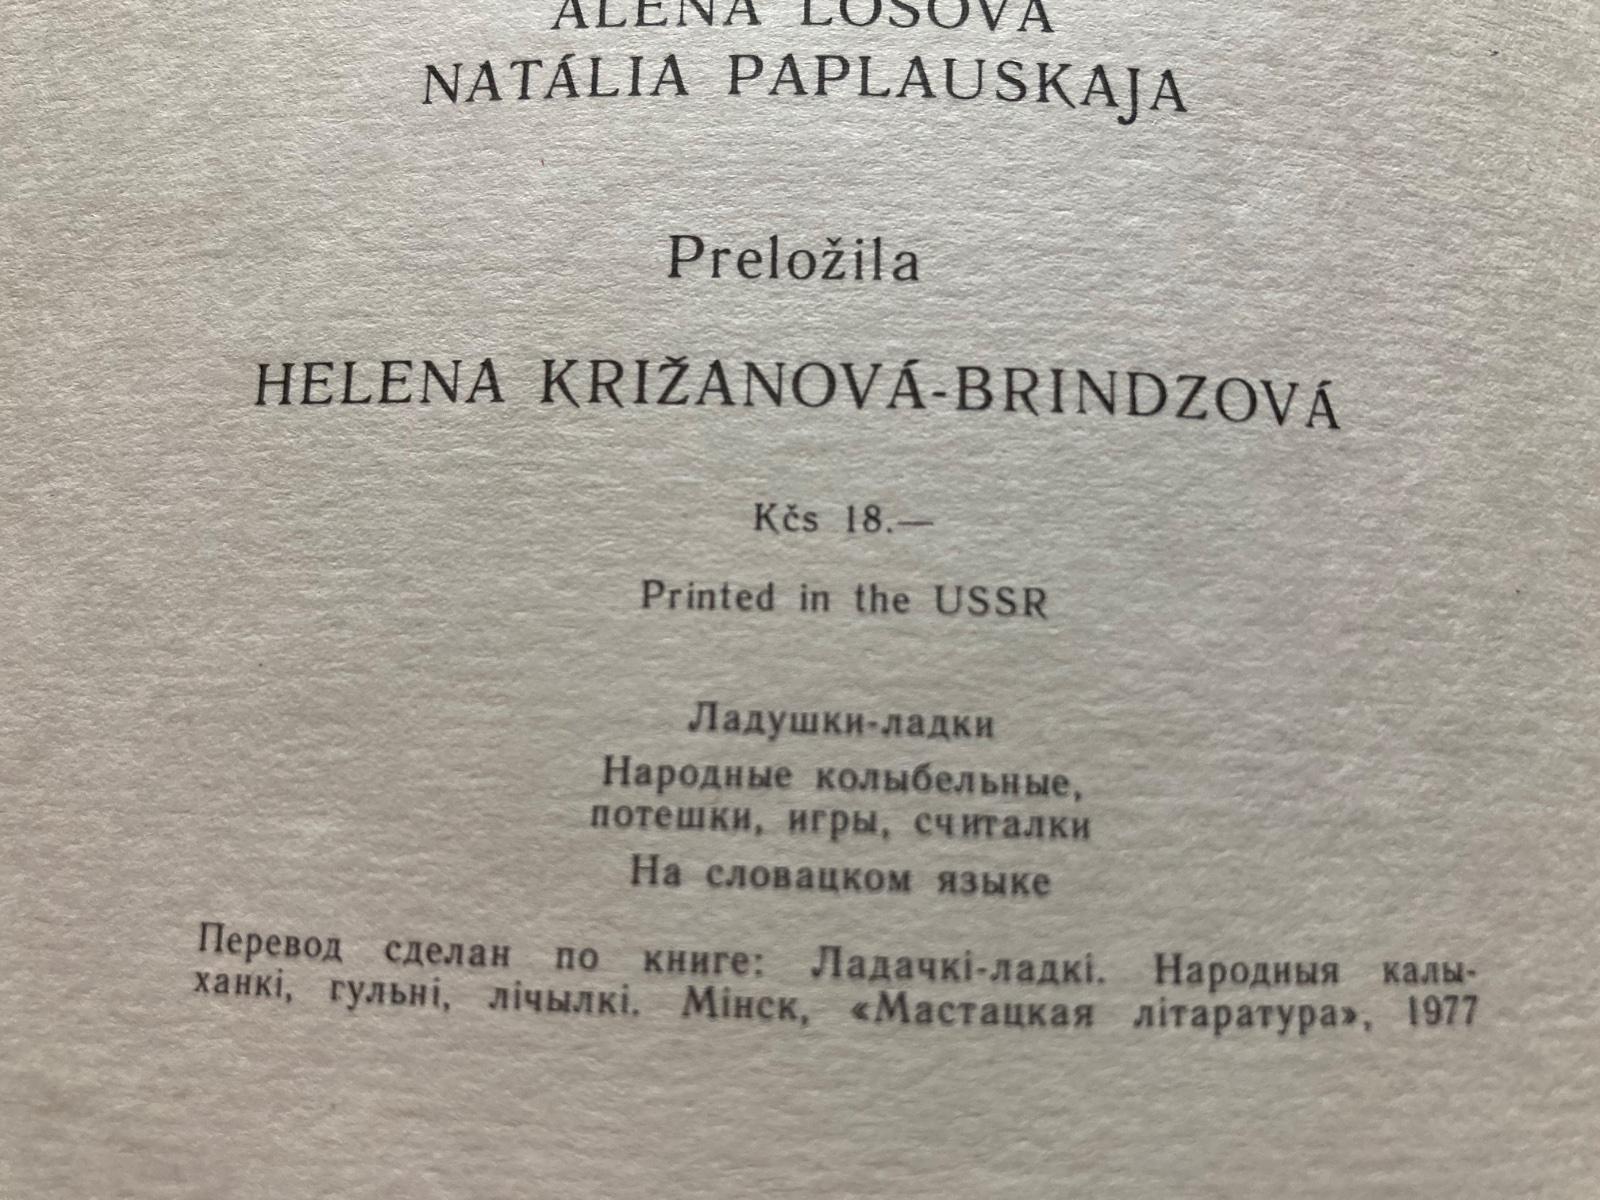 ALENA LOSOVÁ
NATÁLIA PAPLAUSKAJA
Preložila
HELENA KRIŽANOVÁ-BRINDZOVÁ
Kčs 18.—
Printed in the USSR
Ладушки-ладки
Народные колыбельные,
потешки, игры, считалки
На словацком языке
Перевод сделан по книге: Ладачкі-ладкі. Народныя калы-
ханкі, гульні, лічылкі. Мінск, «Мастацкая літаратура», 1977